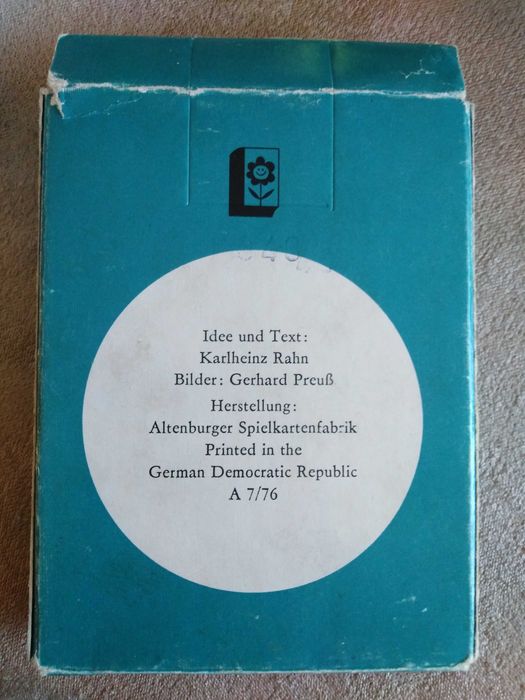 Idee und Text:
Karlheinz Rahn
Bilder: Gerhard Preuß
Herstellung:
Altenburger Spielkartenfabrik
Printed in the
German Democratic Republic
A 7/76